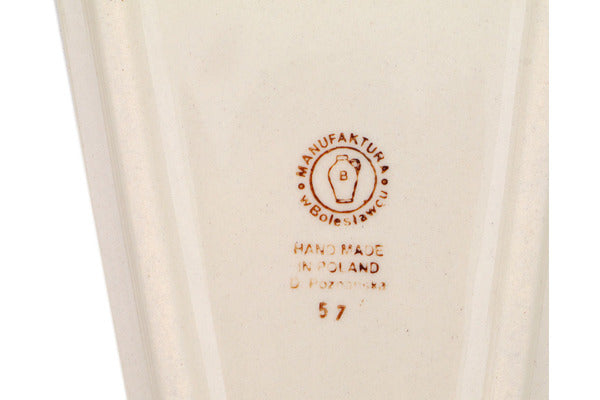 MANUFAKTURA
B
w Bolesławcu
HAND MADE
IN POLAND
57